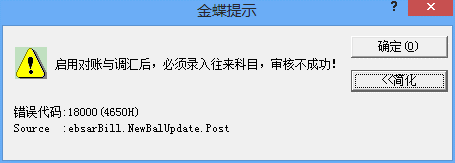 金蝶提示
?
启用对账与调汇后，必须录入往来科目，审核不成功！
确定(O)
<<简化
错误代码:18000(4650H)
Source  :ebsarBill.NewBalUpdate.Post